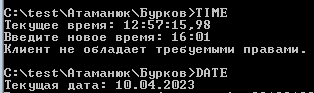 C:\test\Атаманюк\Бурков>TIME
Текущее время: 12:57:15,98
Введите новое время: 16:01
Клиент не обладает требуемыми правами.
C:\test\Атаманюк\Бурков>DATE
Текущая дата: 10.04.2023